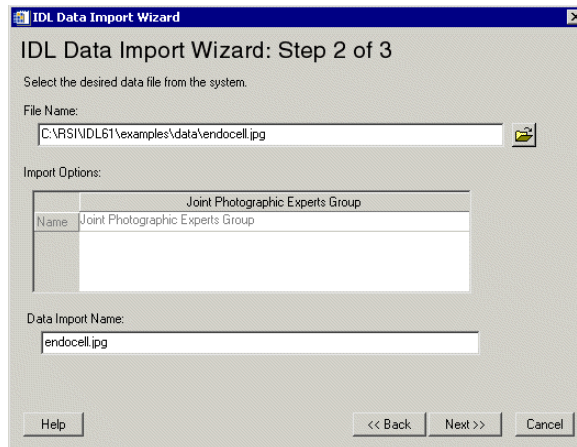 IDL Data Import Wizard
IDL Data Import Wizard: Step 2 of 3
Select the desired data file from the system.
File Name:
C:\RSI\IDL61\examples\data\endocell.jpg
Import Options:
Joint Photographic Experts Group
Name Joint Photographic Experts Group
Data Import Name:
endocell.jpg
Help << Back Next >> Cancel